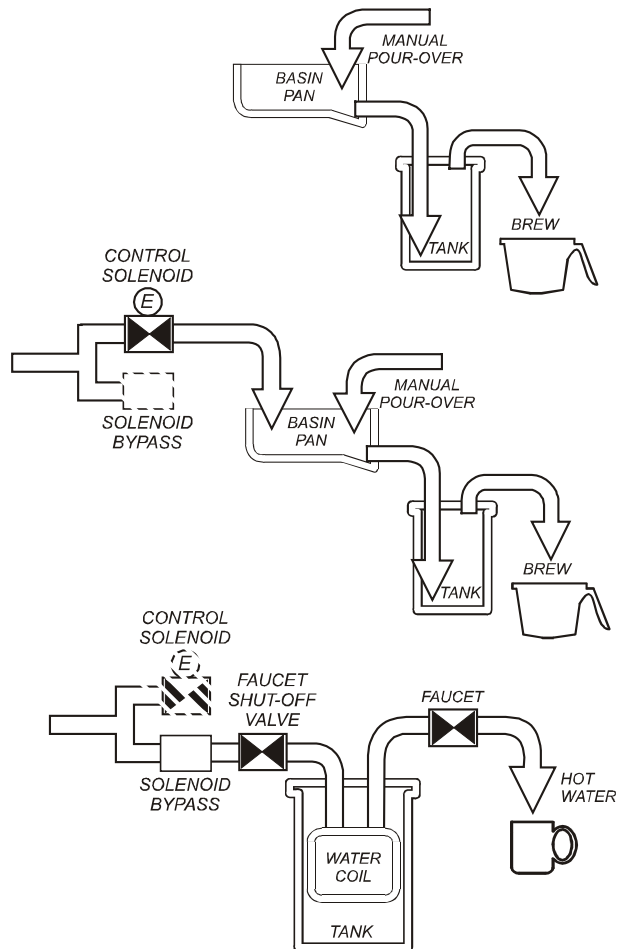 MANUAL
POUR-OVER
BASIN
PAN
TANK
BREW
CONTROL
SOLENOID
E
SOLENOID
BYPASS
MANUAL
POUR-OVER
BASIN
PAN
TANK
BREW
CONTROL
SOLENOID
E
FAUCET
SHUT-OFF
VALVE
SOLENOID
BYPASS
FAUCET
HOT
WATER
WATER
COIL
TANK